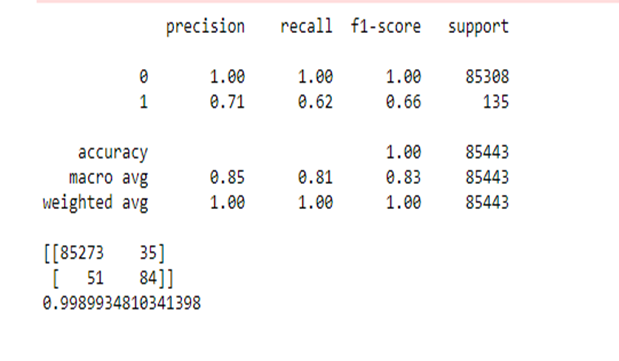 precision recall f1-score support
0 1.00 1.00 1.00 85308
1 0.71 0.62 0.66 135
accuracy 1.00 85443
macro avg 0.85 0.81 0.83 85443
weighted avg 1.00 1.00 1.00 85443
[[85273 35]
[ 51 84]]
0.9989934810341398